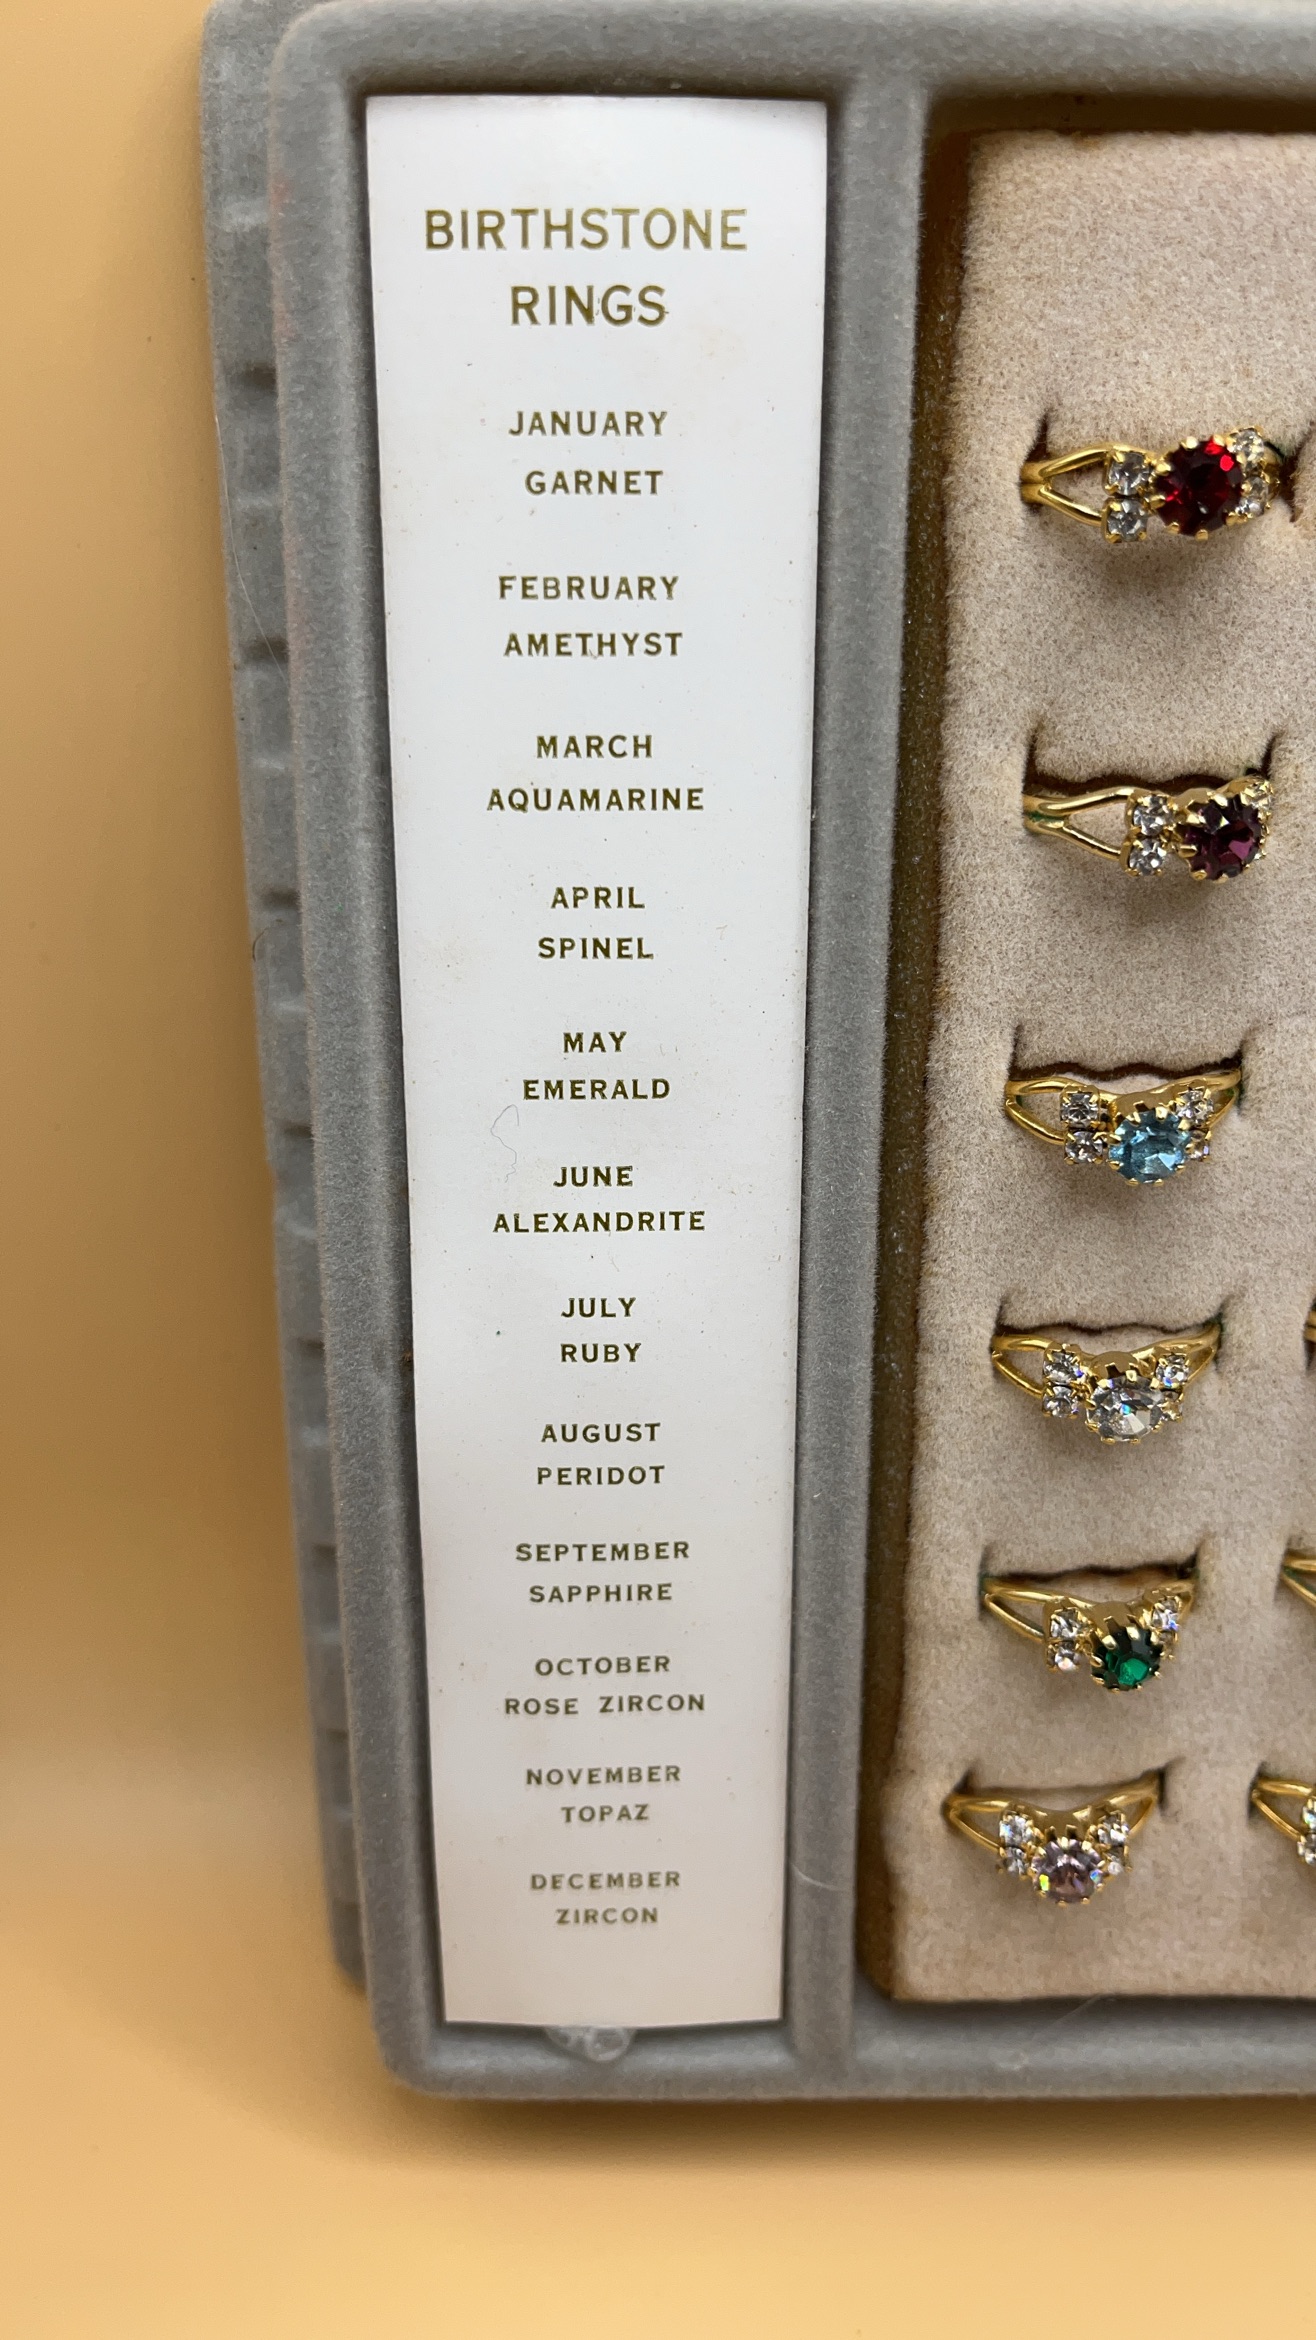 BIRTHSTONE
RINGS
JANUARY
GARNET
FEBRUARY
AMETHYST
MARCH
AQUAMARINE
APRIL
SPINEL
MAY
EMERALD
JUNE
ALEXANDRITE
JULY
RUBY
AUGUST
PERIDOT
SEPTEMBER
SAPPHIRE
OCTOBER
ROSE ZIRCON
NOVEMBER
TOPAZ
DECEMBER
ZIRCON